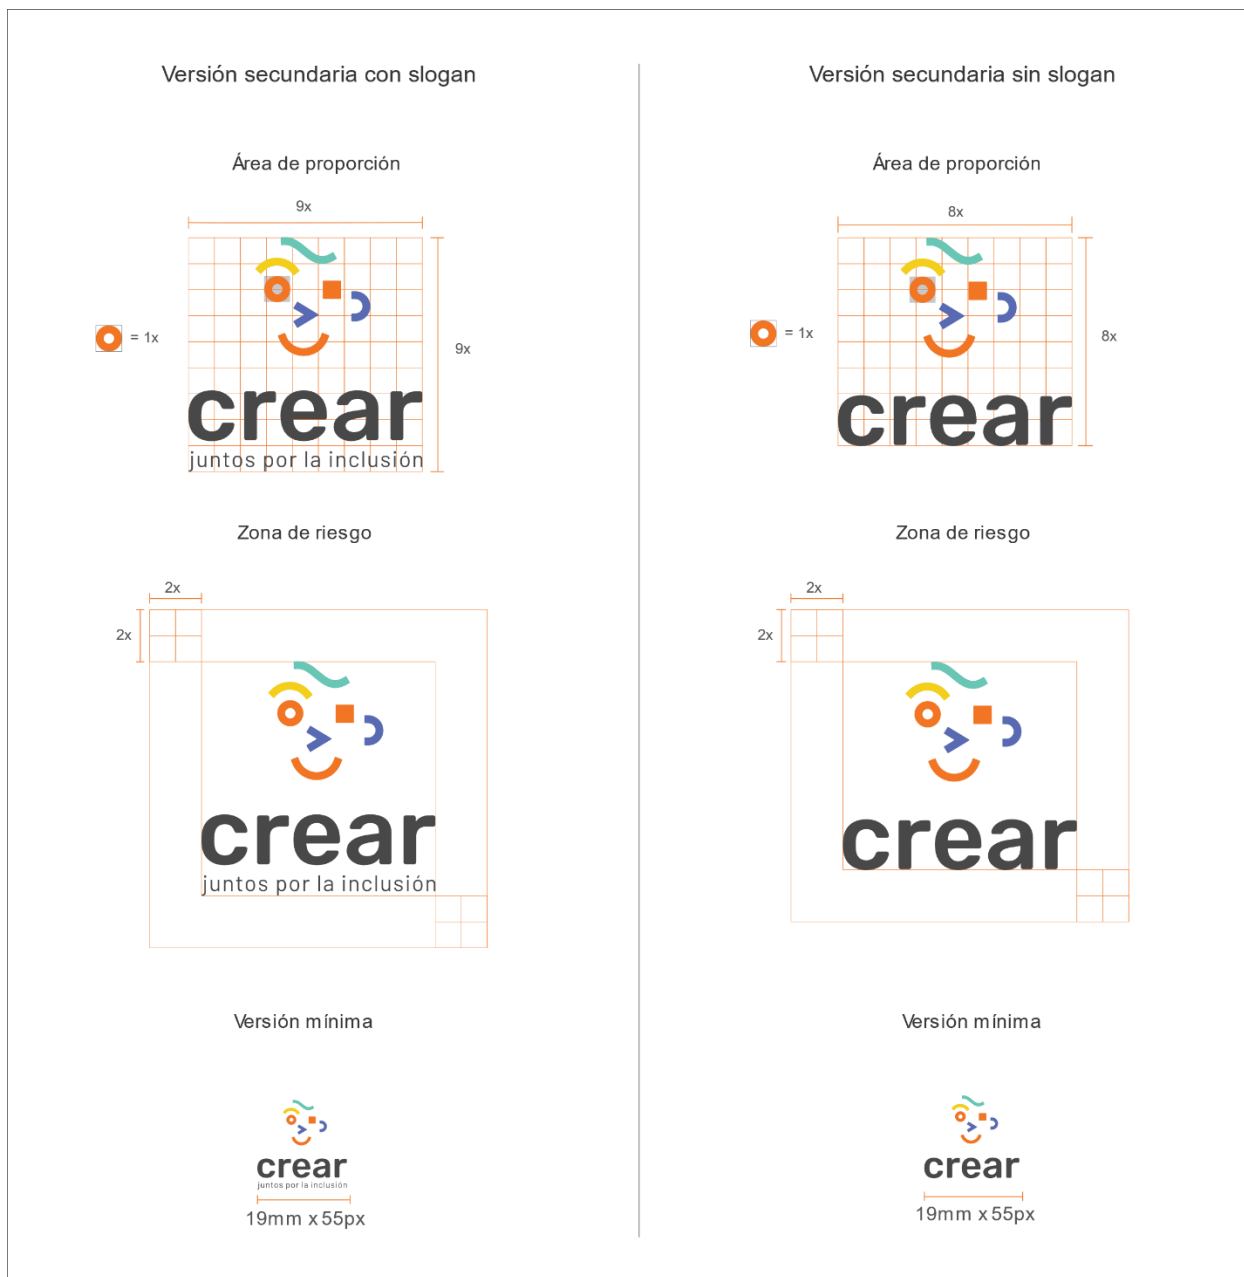 Versión secundaria con slogan
Área de proporción
9x
= 1x
9x
crear
juntos por la inclusión
Zona de riesgo
2x
2x
crear
juntos por la inclusión
Versión mínima
crear
juntos por la inclusión
19mm x 55px
Versión secundaria sin slogan
Área de proporción
8x
= 1x
8x
crear
Zona de riesgo
2x
2x
crear
Versión mínima
crear
19mm x 55px